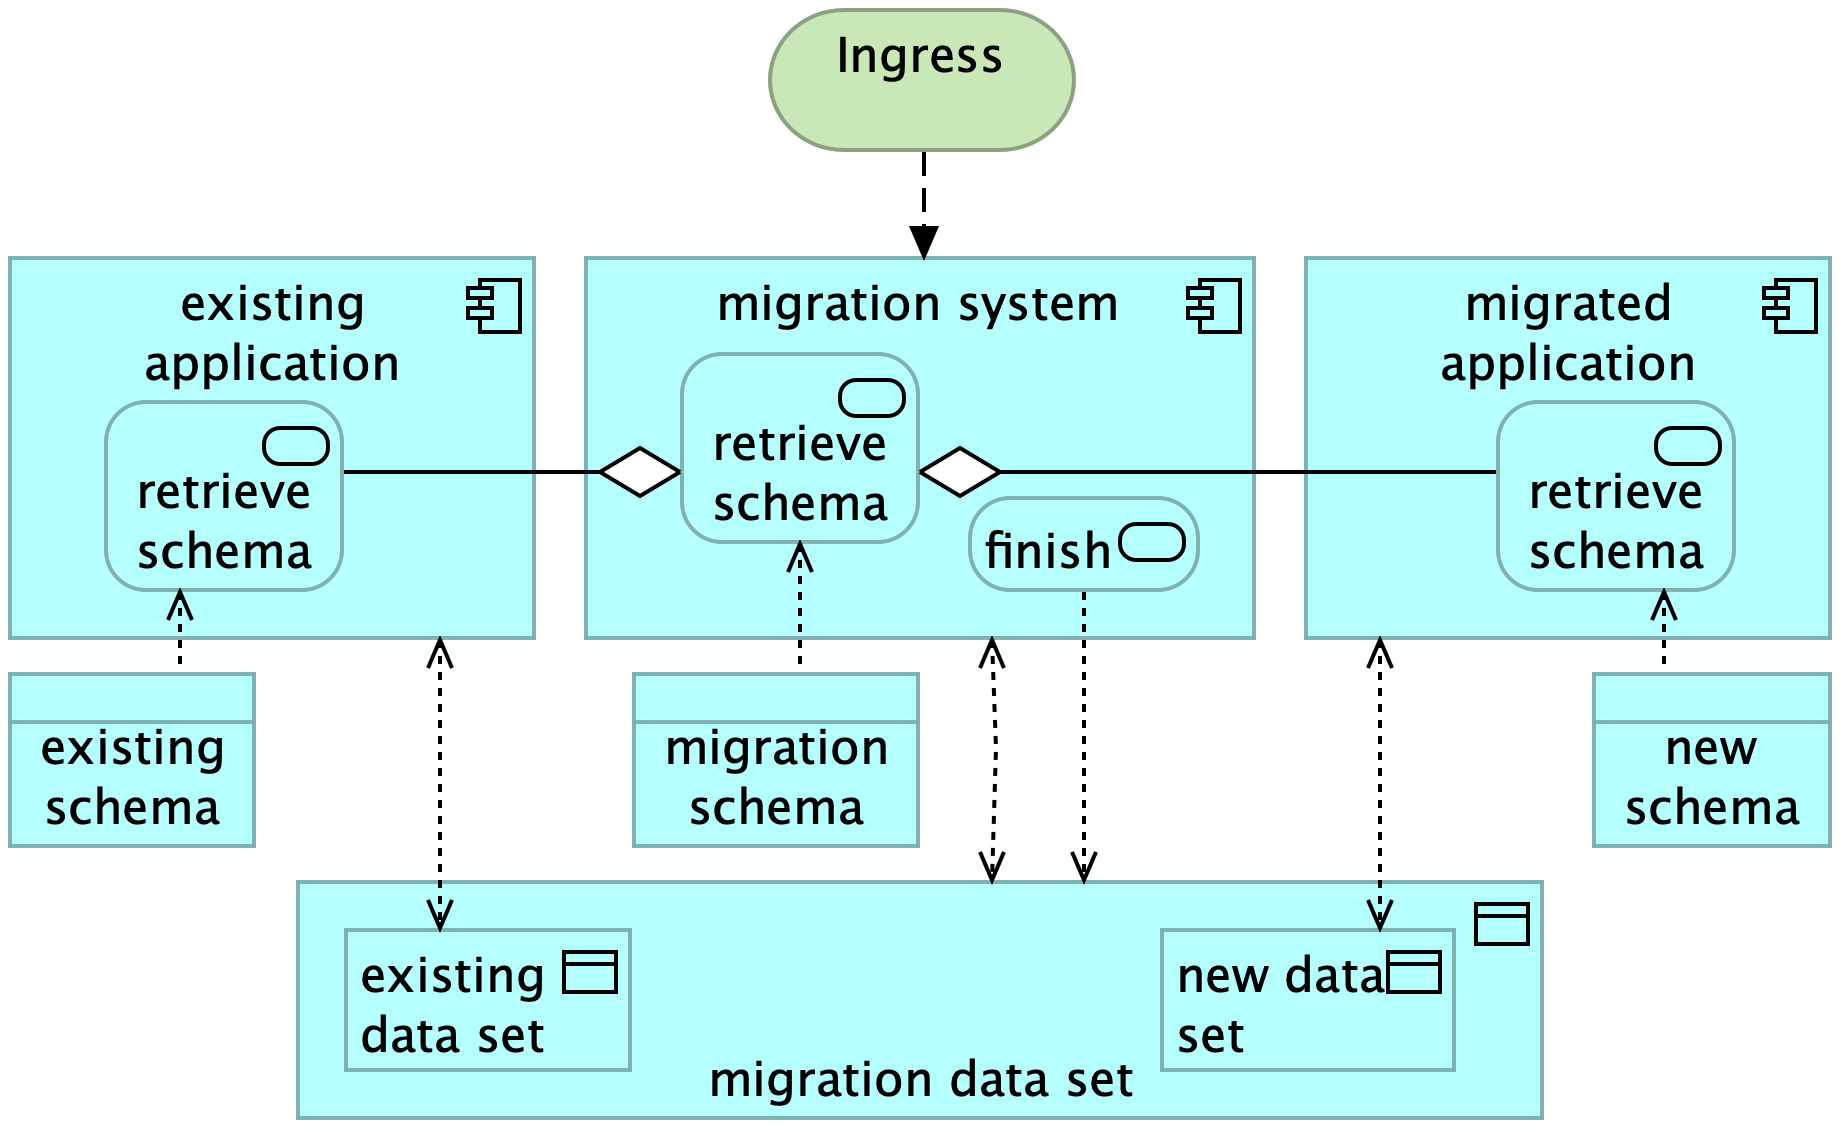 Ingress
existing
application
retrieve
schema
migration system
retrieve
schema
finish
migrated
application
retrieve
schema
existing
schema
migration
schema
new
schema
existing
data set
new data
set
migration data set